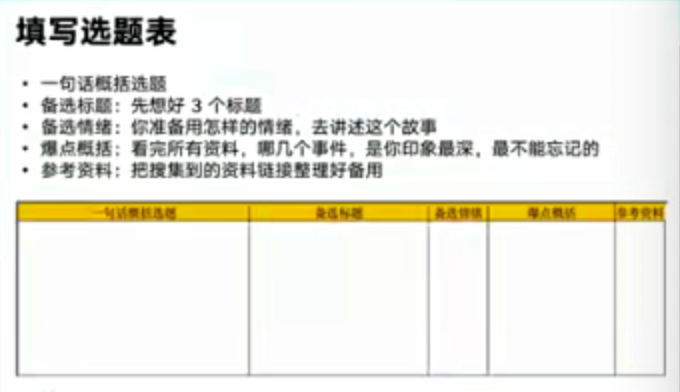 填写选题表
• 一句话概括选题
• 备选标题：先想好 3 个标题
• 备选情绪：你准备用怎样的情绪，去讲述这个故事
• 爆点概括：看完所有资料，哪几个事件，是你印象最深，最不能忘记的
• 参考资料：把搜集到的资料链接整理好备用
一句话概括选题 备选标题 备选情绪 爆点概括 参考资料